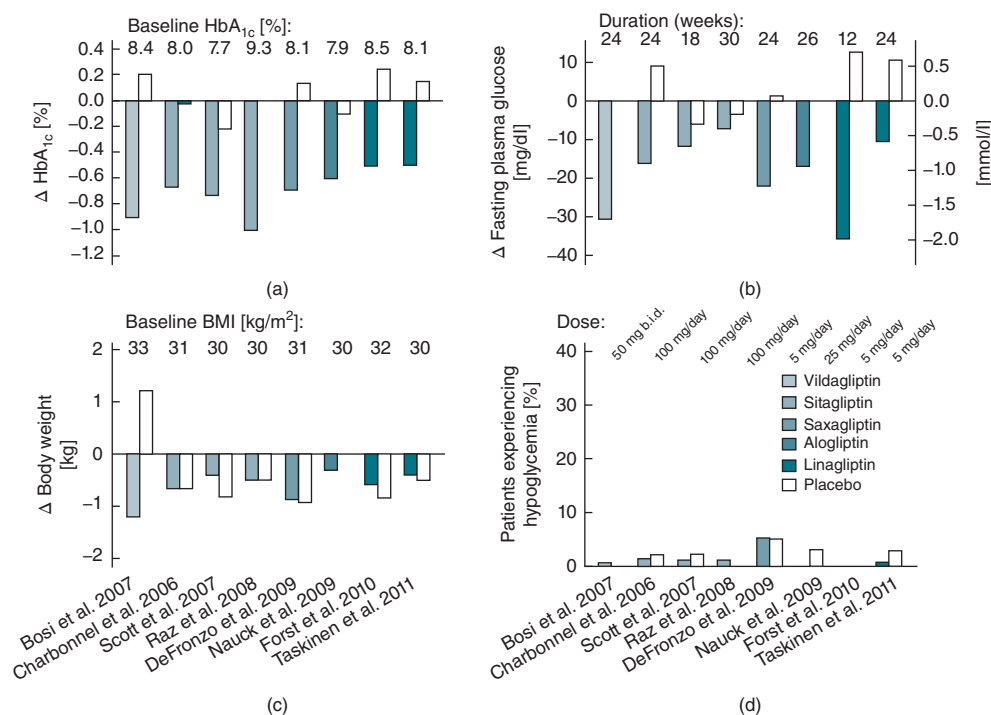 Baseline HbA1c [%]:
8.4 8.0 7.7 9.3 8.1 7.9 8.5 8.1
0.4
0.2
0.0
−0.2
−0.4
−0.6
−0.8
−1.0
−1.2
Δ HbA1c [%]
(a)
Duration (weeks):
24 24 18 30 24 26 12 24
10
0
−10
−20
−30
−40
Δ Fasting plasma glucose
[mg/dl]
0.5
0.0
−0.5
−1.0
−1.5
−2.0
[mmol/l]
(b)
Baseline BMI [kg/m²]:
33 31 30 30 31 30 32 30
2
1
0
−1
−2
Δ Body weight
[kg]
Bosi et al. 2007
Charbonnel et al. 2006
Scott et al. 2007
Raz et al. 2008
DeFronzo et al. 2009
Nauck et al. 2009
Forst et al. 2010
Taskinen et al. 2011
(c)
Dose:
50 mg b.i.d.
100 mg/day
100 mg/day
100 mg/day
5 mg/day
25 mg/day
5 mg/day
5 mg/day
40
30
20
10
0
Patients experiencing
hypoglycemia [%]
Vildagliptin
Sitagliptin
Saxagliptin
Alogliptin
Linagliptin
Placebo
Bosi et al. 2007
Charbonnel et al. 2006
Scott et al. 2007
Raz et al. 2008
DeFronzo et al. 2009
Nauck et al. 2009
Forst et al. 2010
Taskinen et al. 2011
(d)